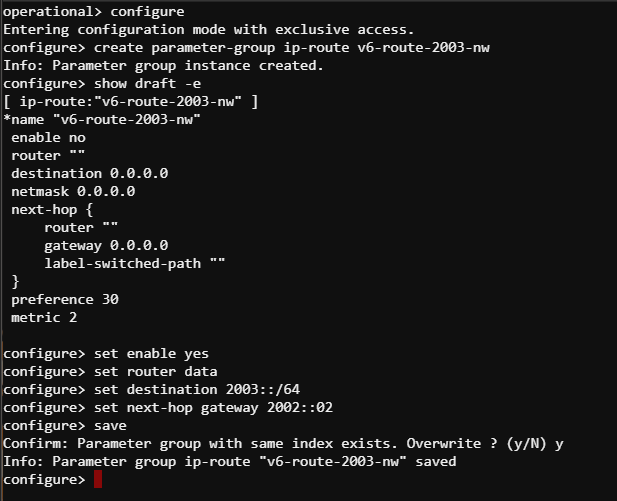 operational> configure
Entering configuration mode with exclusive access.
configure> create parameter-group ip-route v6-route-2003-nw
Info: Parameter group instance created.
configure> show draft -e
[ ip-route:"v6-route-2003-nw" ]
*name "v6-route-2003-nw"
 enable no
 router ""
 destination 0.0.0.0
 netmask 0.0.0.0
 next-hop {
     router ""
     gateway 0.0.0.0
     label-switched-path ""
 }
 preference 30
 metric 2
configure> set enable yes
configure> set router data
configure> set destination 2003::/64
configure> set next-hop gateway 2002::02
configure> save
Confirm: Parameter group with same index exists. Overwrite ? (y/N) y
Info: Parameter group ip-route "v6-route-2003-nw" saved
configure>